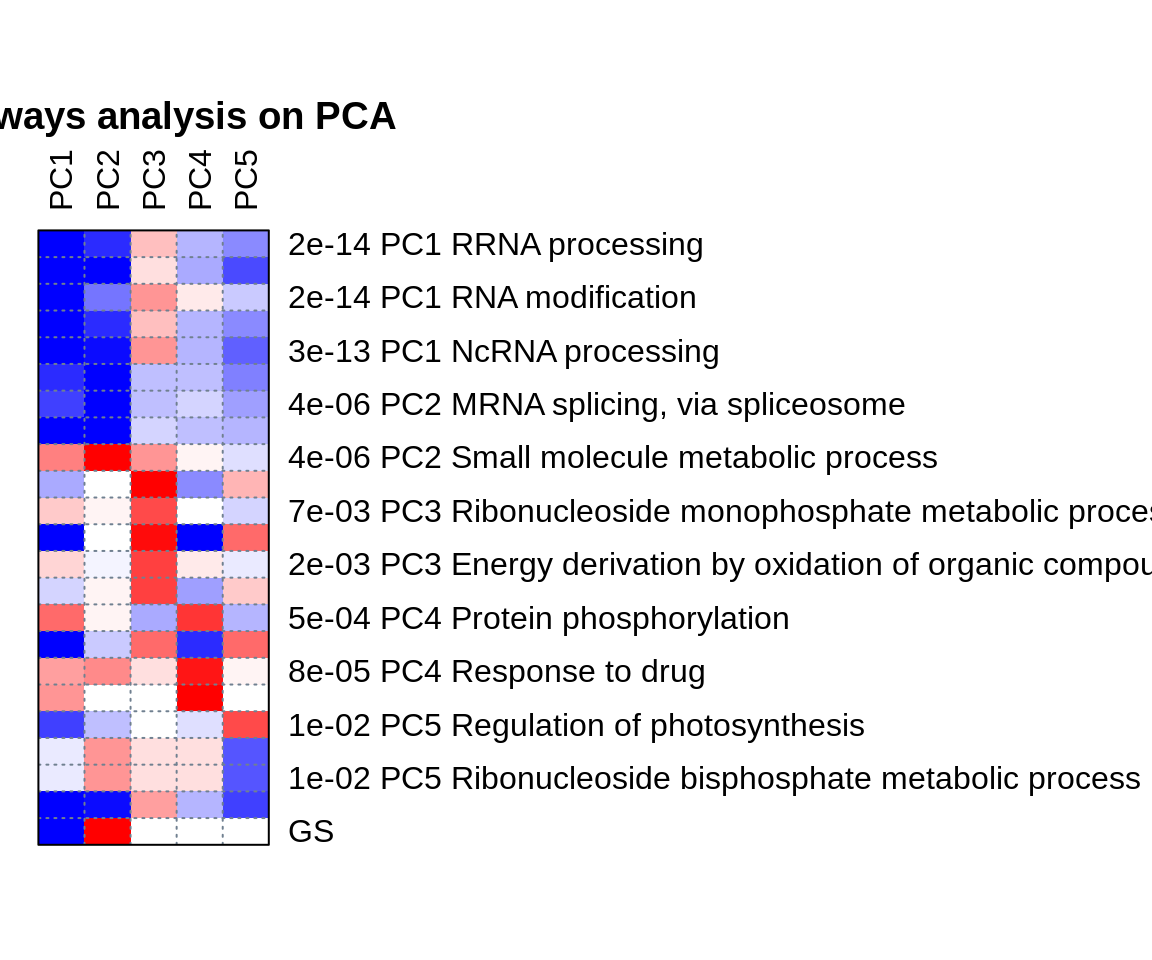 ways analysis on PCA
PC1 PC2 PC3 PC4 PC5
2e-14 PC1 RRNA processing
2e-14 PC1 RNA modification
3e-13 PC1 NcRNA processing
4e-06 PC2 MRNA splicing, via spliceosome
4e-06 PC2 Small molecule metabolic process
7e-03 PC3 Ribonucleoside monophosphate metabolic proces
2e-03 PC3 Energy derivation by oxidation of organic compou
5e-04 PC4 Protein phosphorylation
8e-05 PC4 Response to drug
1e-02 PC5 Regulation of photosynthesis
1e-02 PC5 Ribonucleoside bisphosphate metabolic process
GS